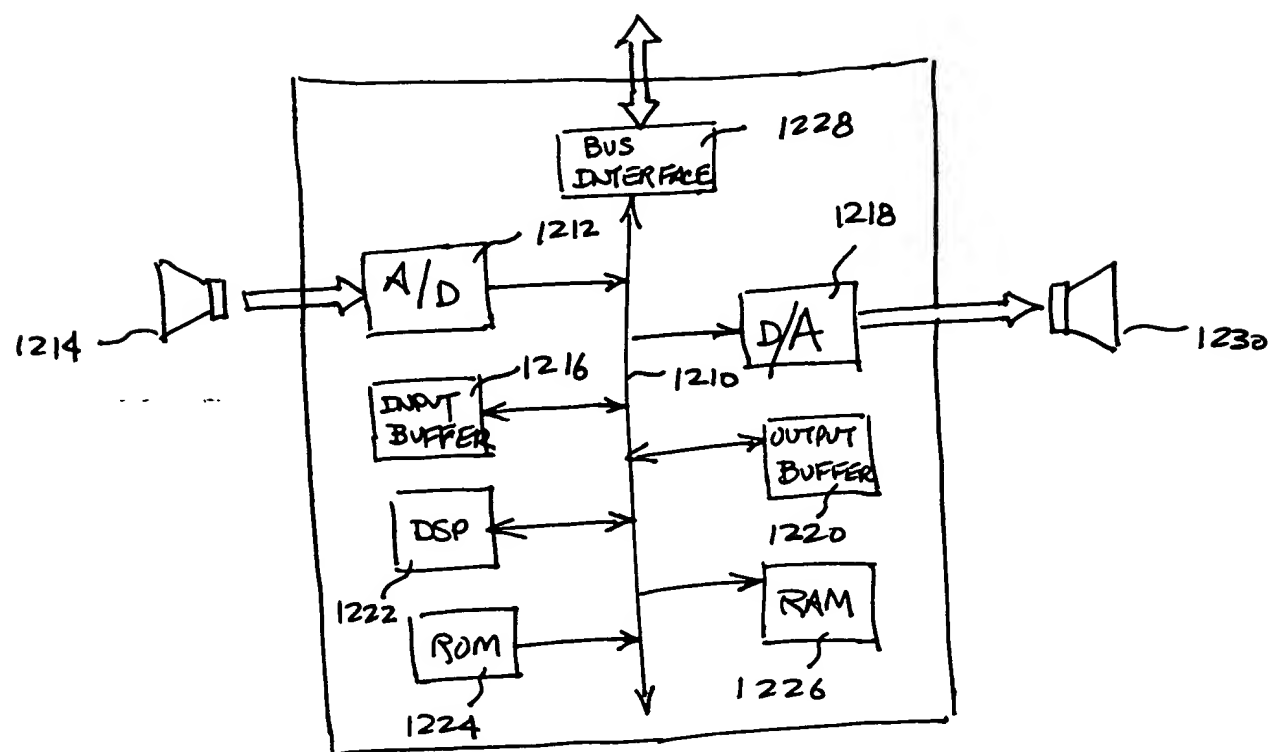 1228
BUS
INTERFACE
1212
1218
A/D
D/A
1214
1230
1216
1210
INPUT
BUFFER
OUTPUT
BUFFER
1220
DSP
1222
RAM
ROM
1226
1224